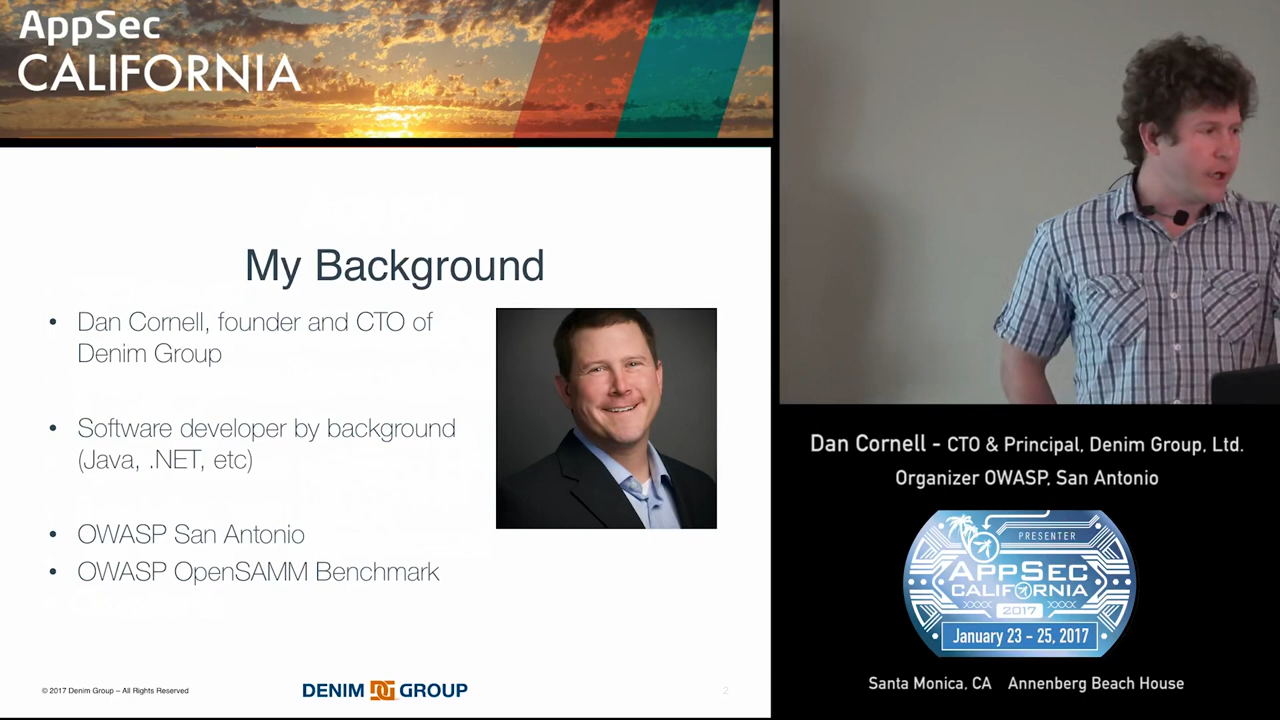 AppSec
CALIFORNIA
My Background
• Dan Cornell, founder and CTO of
Denim Group
• Software developer by background
(Java, .NET, etc)
• OWASP San Antonio
• OWASP OpenSAMM Benchmark
© 2017 Denim Group – All Rights Reserved
DENIM DG GROUP
2
Dan Cornell - CTO & Principal, Denim Group, Ltd.
Organizer OWASP, San Antonio
PRESENTER
APPSEC
CALIFORNIA
XXXX 2017 XXXX
January 23 - 25, 2017
Santa Monica, CA Annenberg Beach House